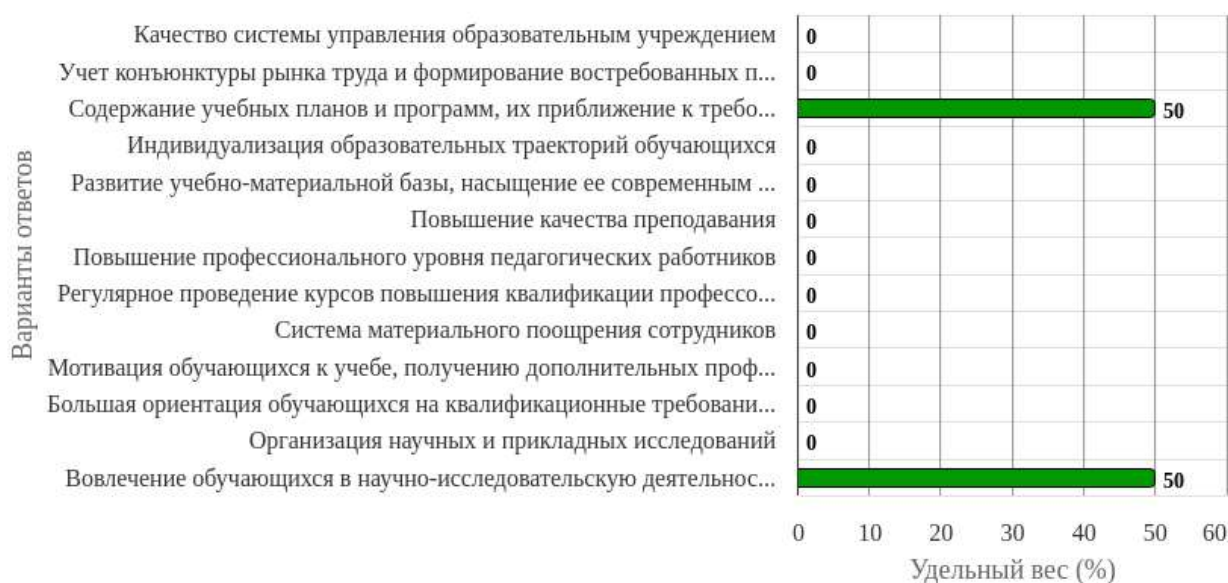 Качество системы управления образовательным учреждением 0
Учет конъюнктуры рынка труда и формирование востребованных п... 0
Содержание учебных планов и программ, их приближение к требо... 50
Индивидуализация образовательных траекторий обучающихся 0
Развитие учебно-материальной базы, насыщение ее современным ... 0
Повышение качества преподавания 0
Повышение профессионального уровня педагогических работников 0
Регулярное проведение курсов повышения квалификации профессо... 0
Система материального поощрения сотрудников 0
Мотивация обучающихся к учебе, получению дополнительных проф... 0
Большая ориентация обучающихся на квалификационные требовани... 0
Организация научных и прикладных исследований 0
Вовлечение обучающихся в научно-исследовательскую деятельнос... 50
Варианты ответов
0 10 20 30 40 50 60
Удельный вес (%)